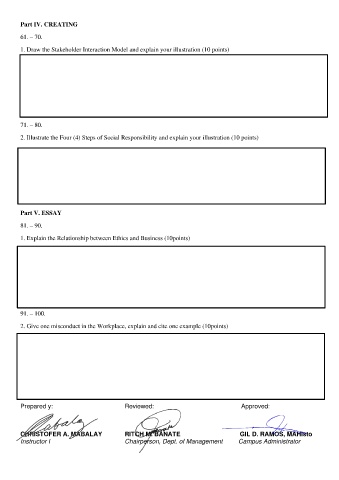 Part IV. CREATING
61. – 70.
1. Draw the Stakeholder Interaction Model and explain your illustration (10 points)
71. – 80.
2. Illustrate the Four (4) Steps of Social Responsibility and explain your illustration (10 points)
Part V. ESSAY
81. – 90.
1. Explain the Relationship between Ethics and Business (10points)
91. – 100.
2. Give one misconduct in the Workplace, explain and cite one example (10points)
Prepared y: Reviewed: Approved:
CHRISTOFER A. MABALAY RITCH M. BANATE GIL D. RAMOS, MAHisto
Instructor I Chairperson, Dept. of Management Campus Administrator